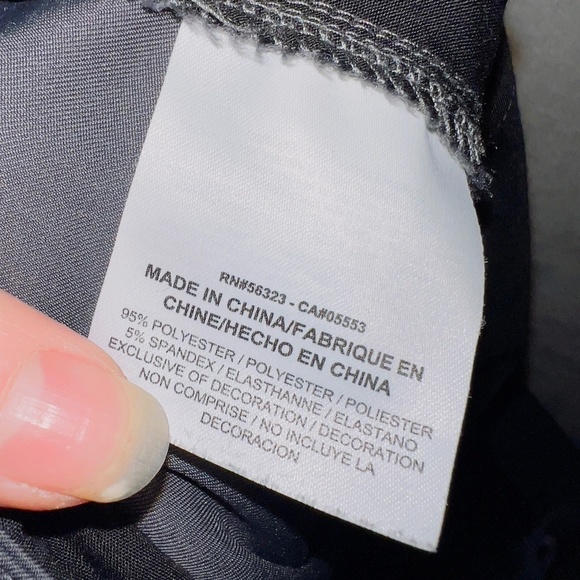 RN#56323 - CA#05553
MADE IN CHINA/FABRIQUE EN
CHINE/HECHO EN CHINA
95% POLYESTER / POLYESTER / POLIESTER
5% SPANDEX / ELASTHANNE / ELASTANO
EXCLUSIVE OF DECORATION / DECORATION
NON COMPRISE / NO INCLUYE LA
DECORACION